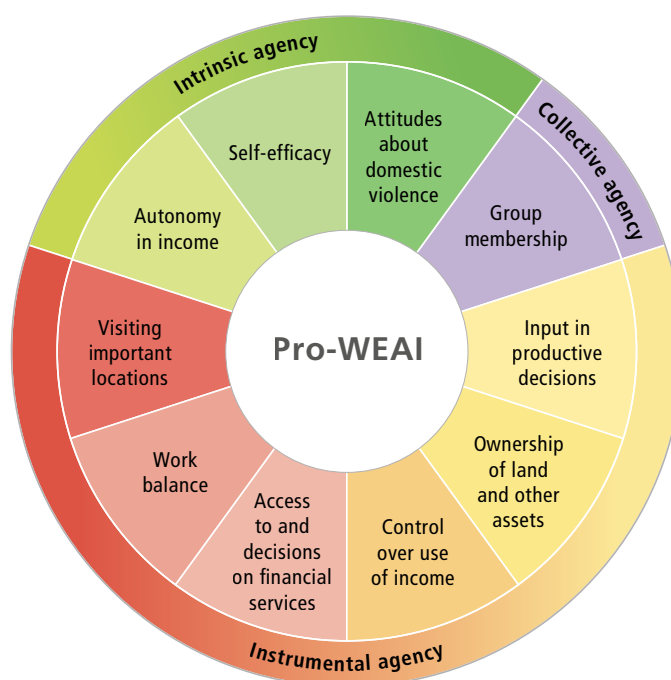 Intrinsic agency
Collective agency
Attitudes
about
domestic
violence
Self-efficacy
Group
membership
Autonomy
in income
Visiting
important
locations
Pro-WEAI
Input in
productive
decisions
Work
balance
Ownership
of land
and other
assets
Access
to and
decisions
on financial
services
Control
over use
of income
Instrumental agency